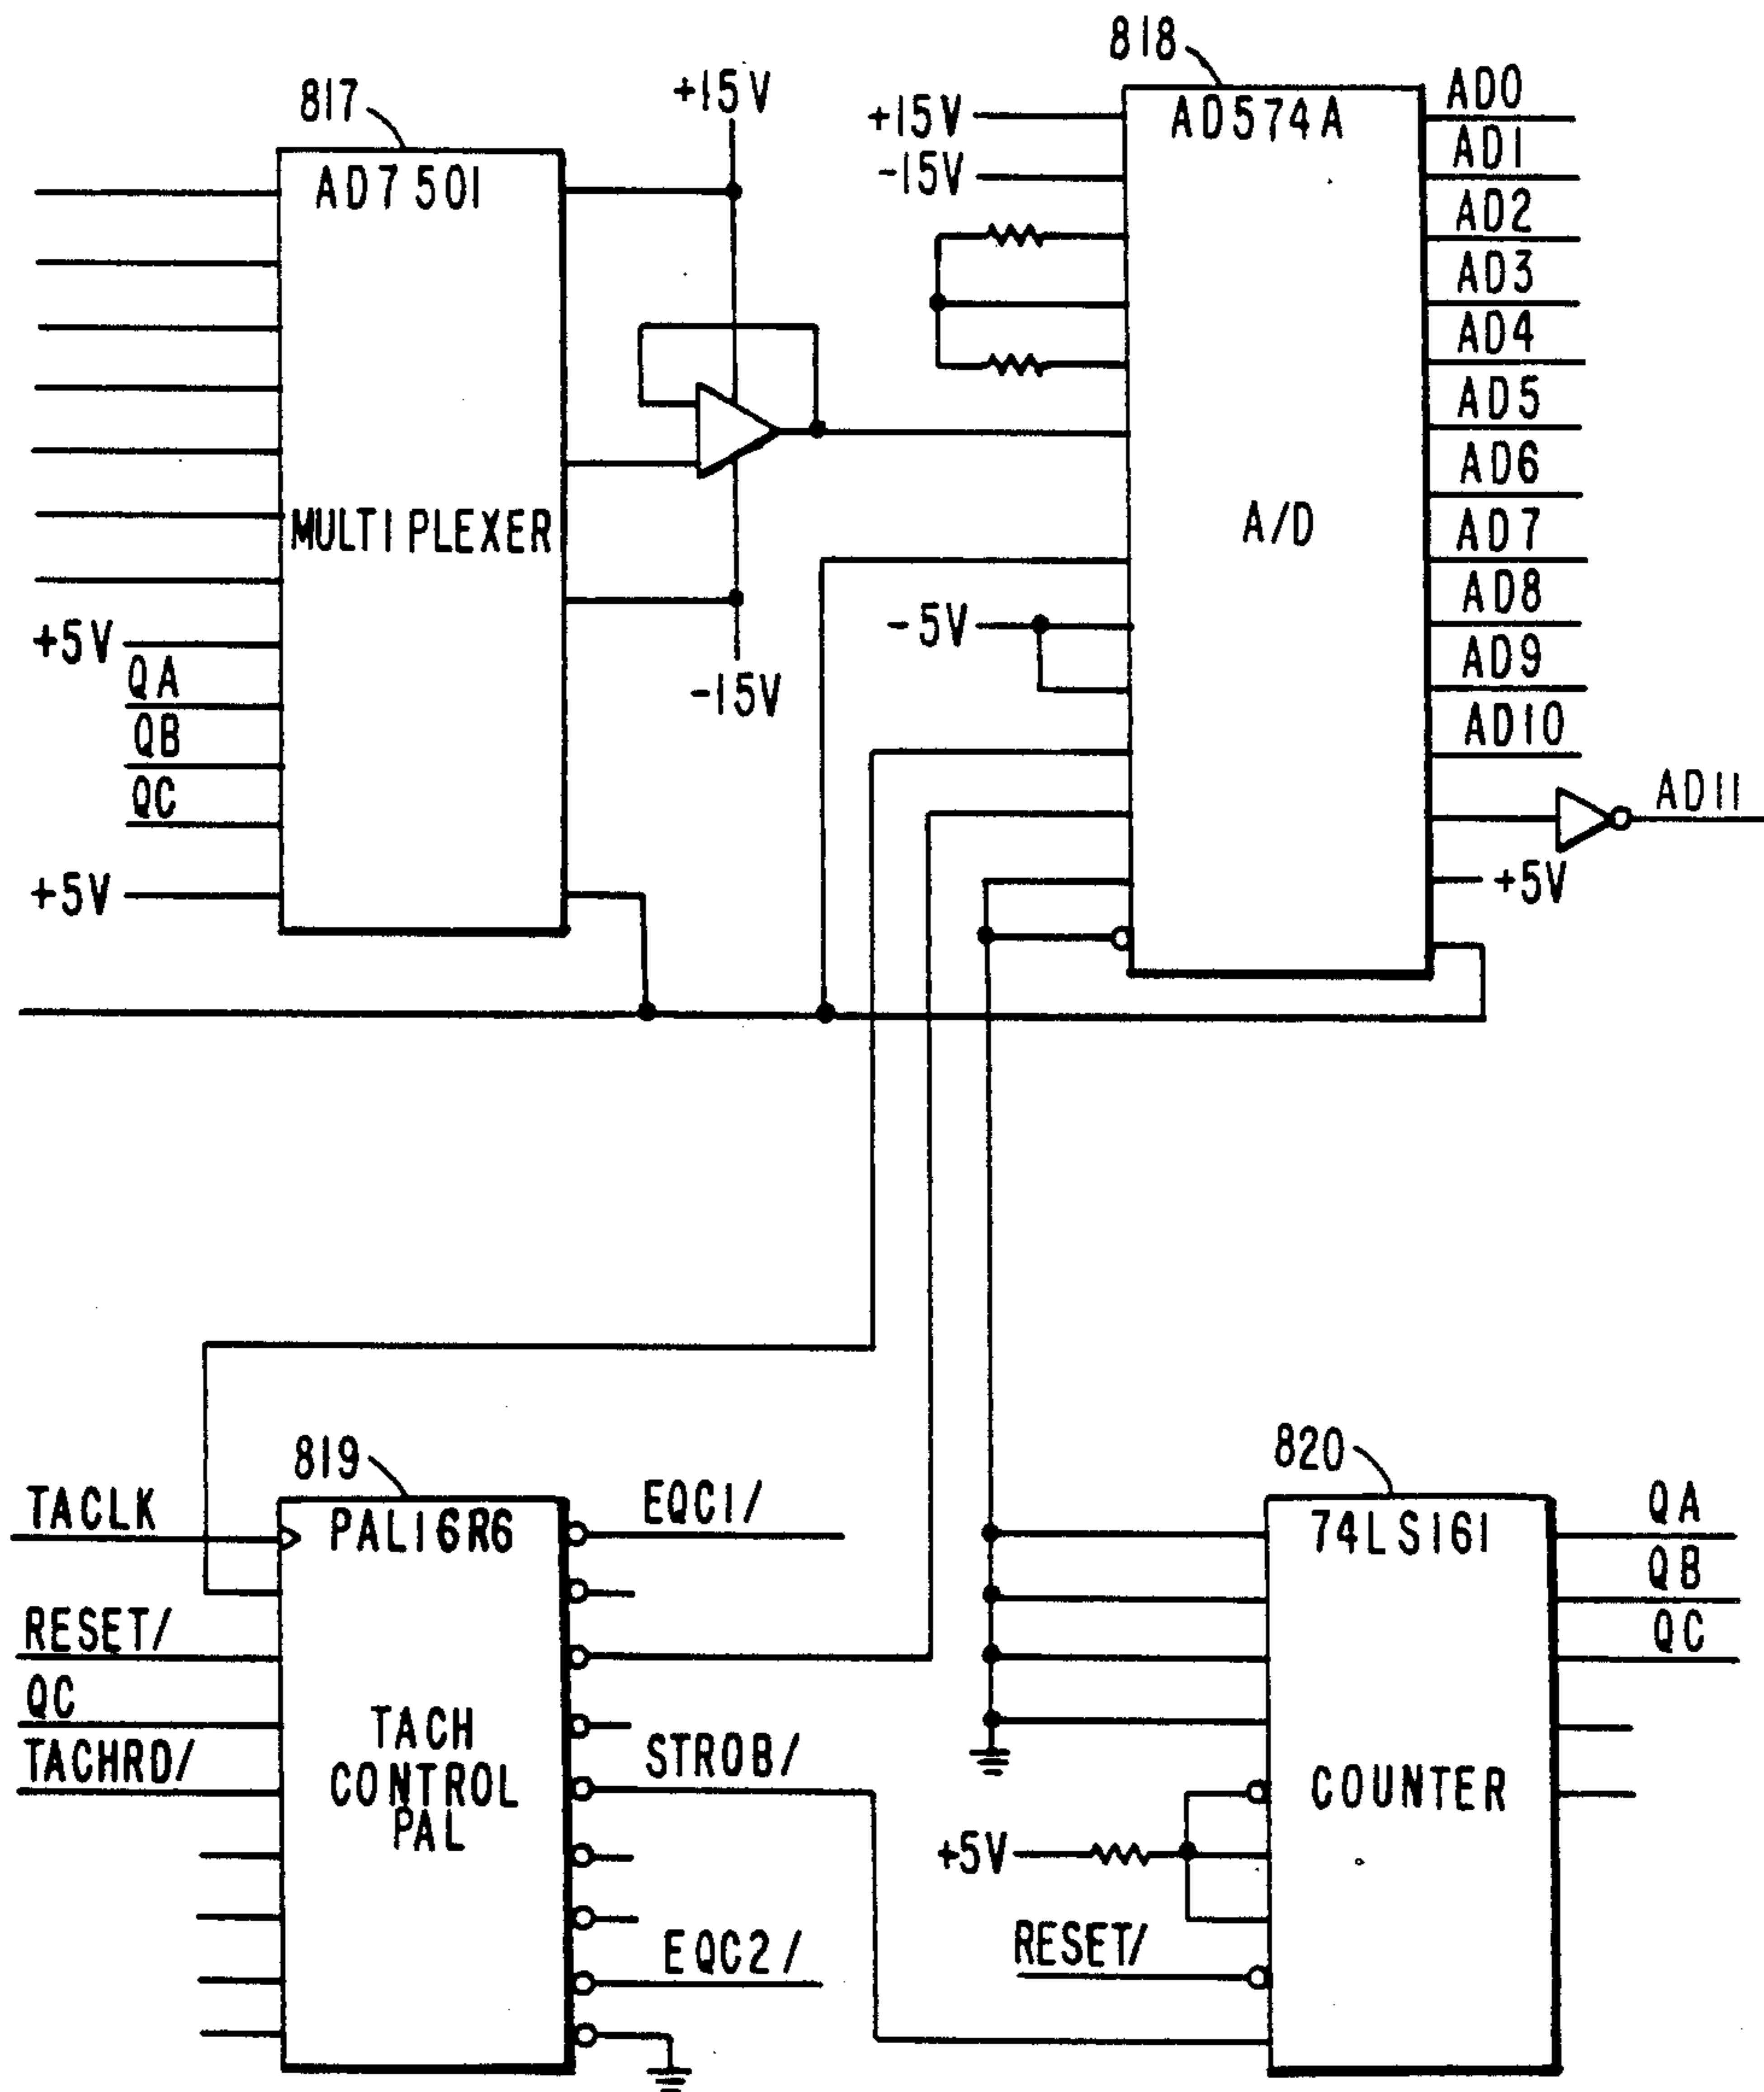 817
AD7501
MULTIPLEXER
+5V
QA
QB
QC
+5V
+15V
-15V
818
AD574A
A/D
+15V
-15V
-5V
AD0
AD1
AD2
AD3
AD4
AD5
AD6
AD7
AD8
AD9
AD10
AD11
+5V
819
PAL16R6
TACH
CONTROL
PAL
TACLK
RESET/
QC
TACHRD/
EQC1/
STROB/
EQC2/
820
74LS161
COUNTER
+5V
RESET/
QA
QB
QC